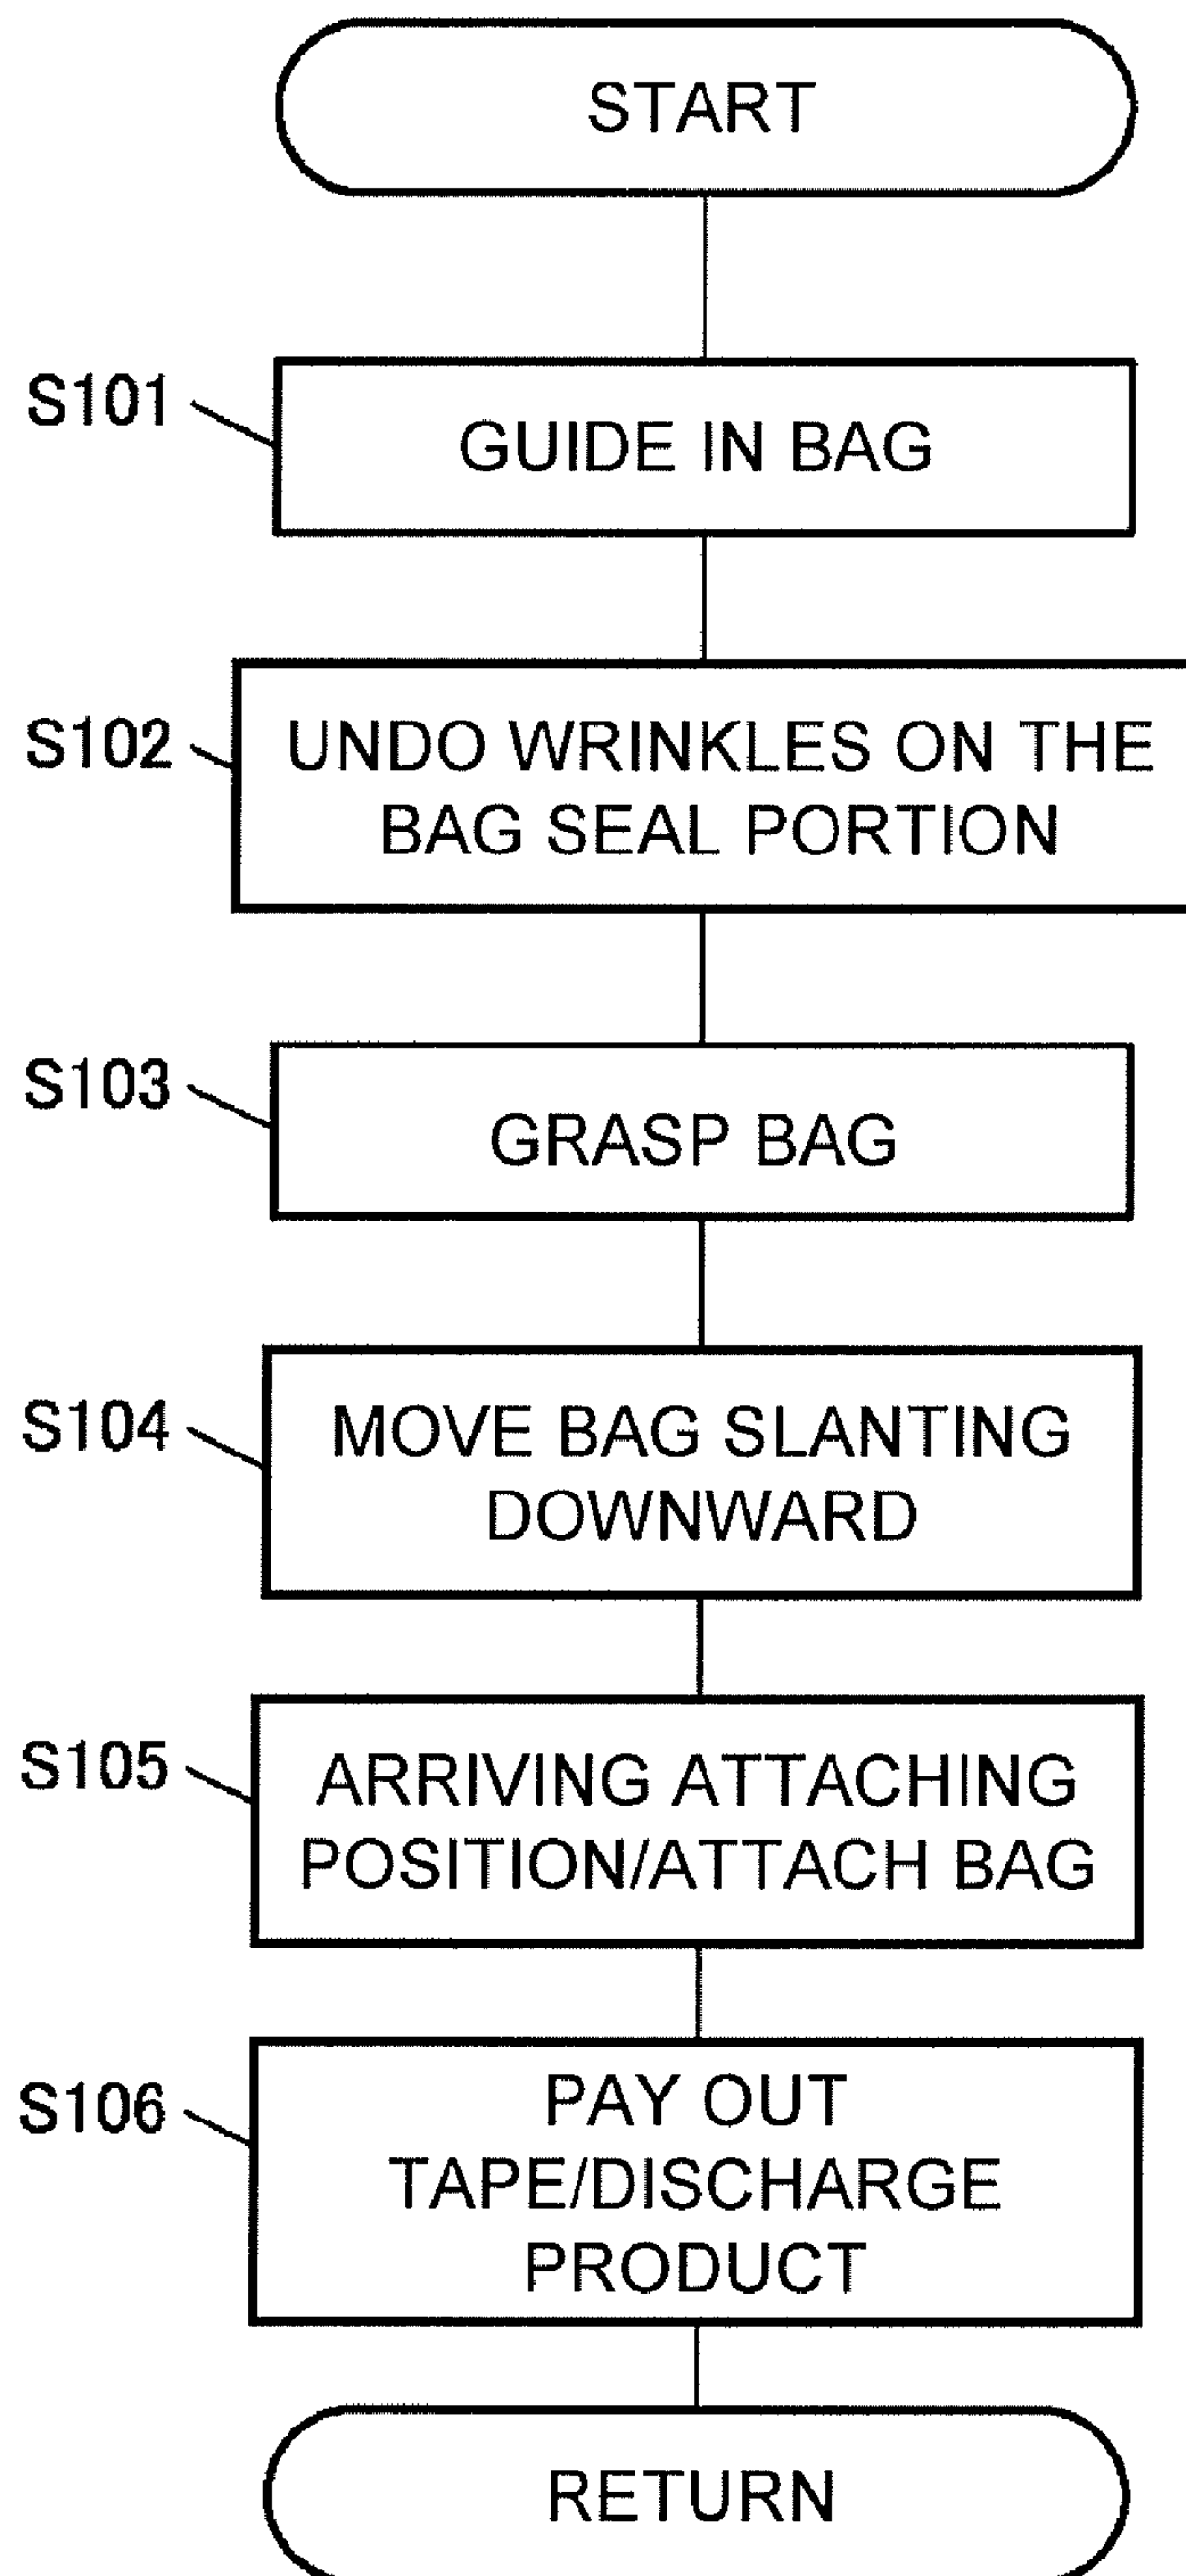 START
S101
GUIDE IN BAG
S102
UNDO WRINKLES ON THE
BAG SEAL PORTION
S103
GRASP BAG
S104
MOVE BAG SLANTING
DOWNWARD
S105
ARRIVING ATTACHING
POSITION/ATTACH BAG
S106
PAY OUT
TAPE/DISCHARGE
PRODUCT
RETURN